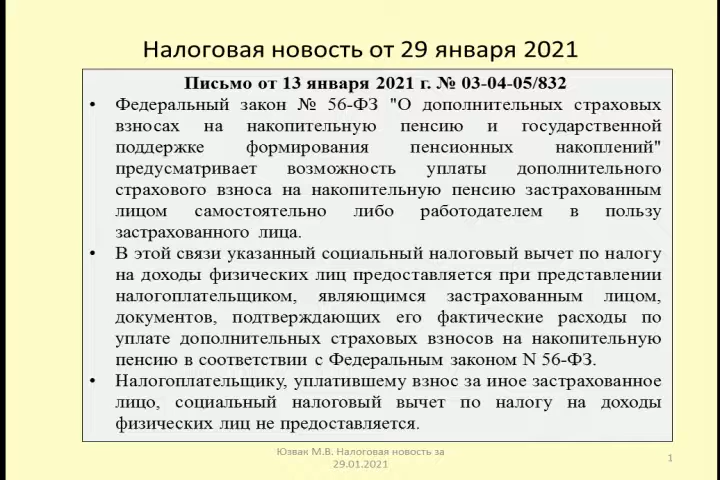 Налоговая новость от 29 января 2021
Письмо от 13 января 2021 г. № 03-04-05/832
• Федеральный закон № 56-ФЗ "О дополнительных страховых
взносах на накопительную пенсию и государственной
поддержке формирования пенсионных накоплений"
предусматривает возможность уплаты дополнительного
страхового взноса на накопительную пенсию застрахованным
лицом самостоятельно либо работодателем в пользу
застрахованного лица.
• В этой связи указанный социальный налоговый вычет по налогу
на доходы физических лиц предоставляется при представлении
налогоплательщиком, являющимся застрахованным лицом,
документов, подтверждающих его фактические расходы по
уплате дополнительных страховых взносов на накопительную
пенсию в соответствии с Федеральным законом N 56-ФЗ.
• Налогоплательщику, уплатившему взнос за иное застрахованное
лицо, социальный налоговый вычет по налогу на доходы
физических лиц не предоставляется.
Юзвак М.В. Налоговая новость за
29.01.2021
1